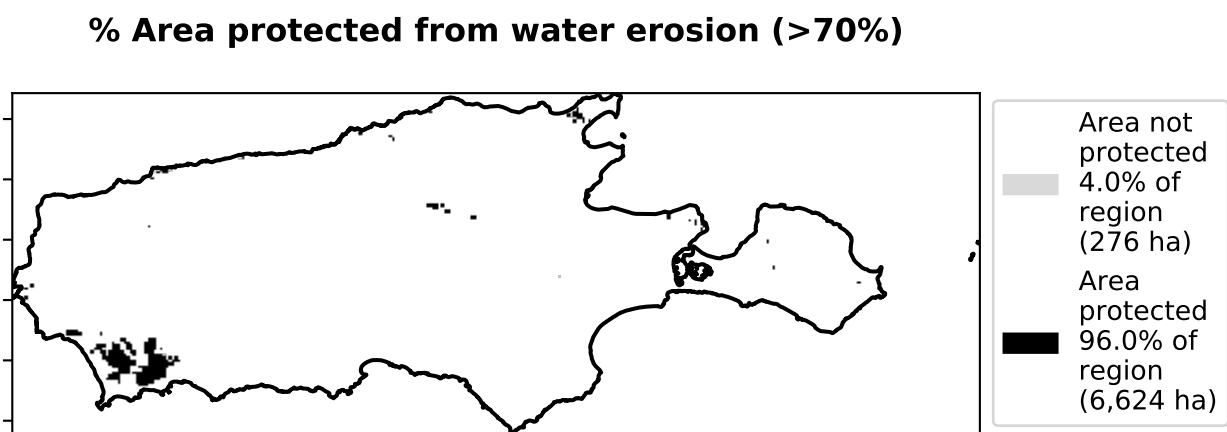 % Area protected from water erosion (>70%)
Area not
protected
4.0% of
region
(276 ha)
Area
protected
96.0% of
region
(6,624 ha)